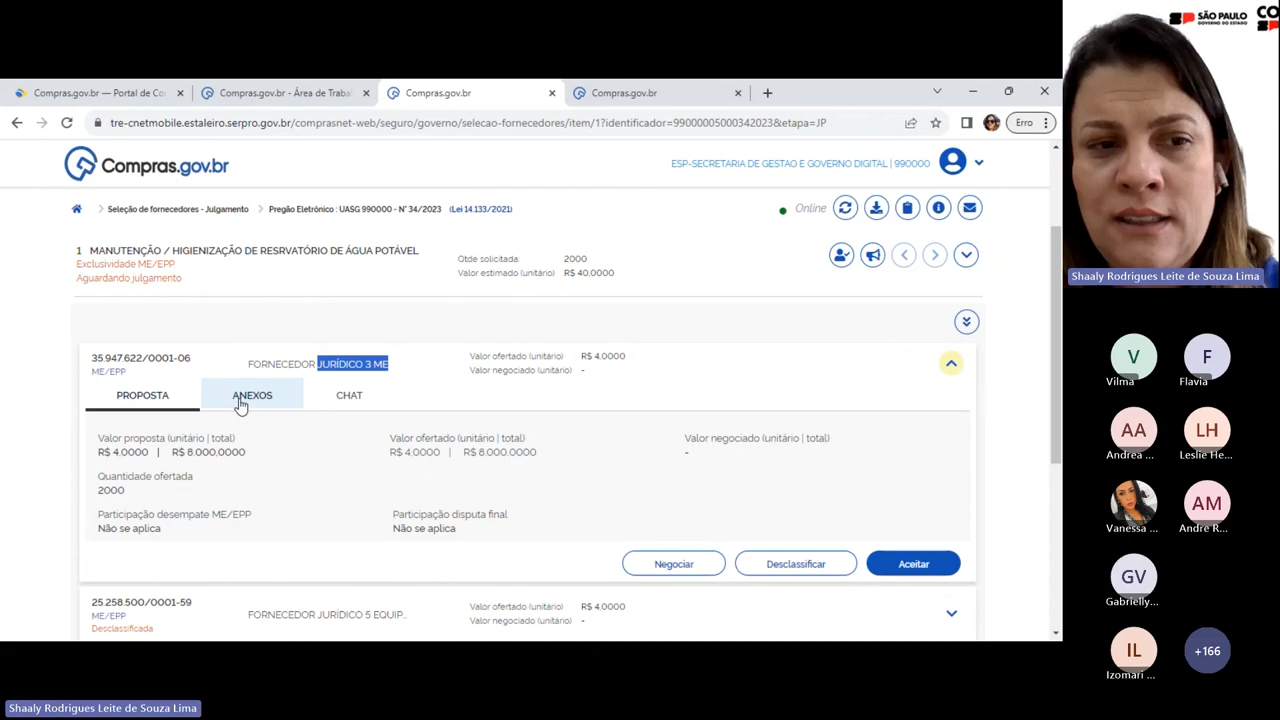 SÃO PAULO
GOVERNO DO ESTADO
Compras.gov.br — Portal de Co
Compras.gov.br - Área de Traba
Compras.gov.br
Compras.gov.br
tre-cnetmobile.estaleiro.serpro.gov.br/comprasnet-web/seguro/governo/selecao-fornecedores/item/1?identificador=99000005000342023&etapa=JP
Erro
Compras.gov.br
ESP-SECRETARIA DE GESTAO E GOVERNO DIGITAL | 990000
Seleção de fornecedores - Julgamento
Pregão Eletrônico : UASG 990000 - N° 34/2023 (Lei 14.133/2021)
Online
1 MANUTENÇÃO / HIGIENIZAÇÃO DE RESRVATÓRIO DE ÁGUA POTÁVEL
Exclusividade ME/EPP
Aguardando julgamento
Qtde solicitada: 2000
Valor estimado (unitário) R$ 40,0000
35.947.622/0001-06
ME/EPP
FORNECEDOR JURÍDICO 3 ME
Valor ofertado (unitário) R$ 4,0000
Valor negociado (unitário) -
PROPOSTA
ANEXOS
CHAT
Valor proposta (unitário | total)
R$ 4,0000 | R$ 8.000,0000
Valor ofertado (unitário | total)
R$ 4,0000 | R$ 8.000,0000
Valor negociado (unitário | total)
-
Quantidade ofertada
2000
Participação desempate ME/EPP
Não se aplica
Participação disputa final
Não se aplica
Negociar
Desclassificar
Aceitar
25.258.500/0001-59
ME/EPP
Desclassificada
FORNECEDOR JURÍDICO 5 EQUIP...
Valor ofertado (unitário) R$ 4,0000
Valor negociado (unitário) -
Shaaly Rodrigues Leite de Souza Lima
V
Vilma
F
Flavia
AA
Andrea ...
LH
Leslie He...
Vanessa ...
AM
Andre R...
GV
Gabrielly...
IL
Izomari ...
+166
Shaaly Rodrigues Leite de Souza Lima